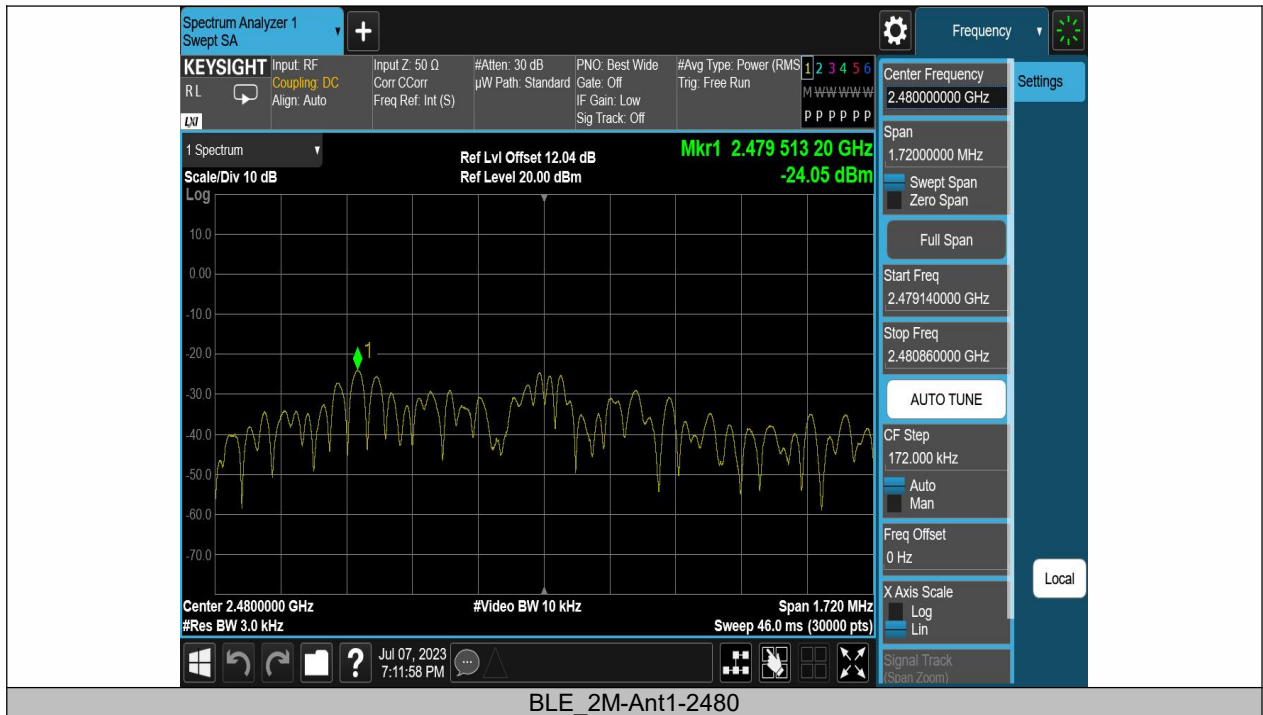 Spectrum Analyzer 1
Swept SA
Frequency
KEYSIGHT
RL
LXI
Input: RF
Coupling: DC
Align: Auto
Input Z: 50 Ω
Corr CCorr
Freq Ref: Int (S)
#Atten: 30 dB
µW Path: Standard
PNO: Best Wide
Gate: Off
IF Gain: Low
Sig Track: Off
#Avg Type: Power (RMS
Trig: Free Run
1 2 3 4 5 6
M W W W W W
P P P P P P
1 Spectrum
Scale/Div 10 dB
Log
Ref Lvl Offset 12.04 dB
Ref Level 20.00 dBm
Mkr1 2.479 513 20 GHz
-24.05 dBm
10.0
0.00
-10.0
-20.0
-30.0
-40.0
-50.0
-60.0
-70.0
1
Center 2.4800000 GHz
#Res BW 3.0 kHz
#Video BW 10 kHz
Span 1.720 MHz
Sweep 46.0 ms (30000 pts)
Jul 07, 2023
7:11:58 PM
Center Frequency
2.480000000 GHz
Settings
Span
1.72000000 MHz
Swept Span
Zero Span
Full Span
Start Freq
2.479140000 GHz
Stop Freq
2.480860000 GHz
AUTO TUNE
CF Step
172.000 kHz
Auto
Man
Freq Offset
0 Hz
X Axis Scale
Log
Lin
Local
Signal Track
(Span Zoom)
BLE_2M-Ant1-2480